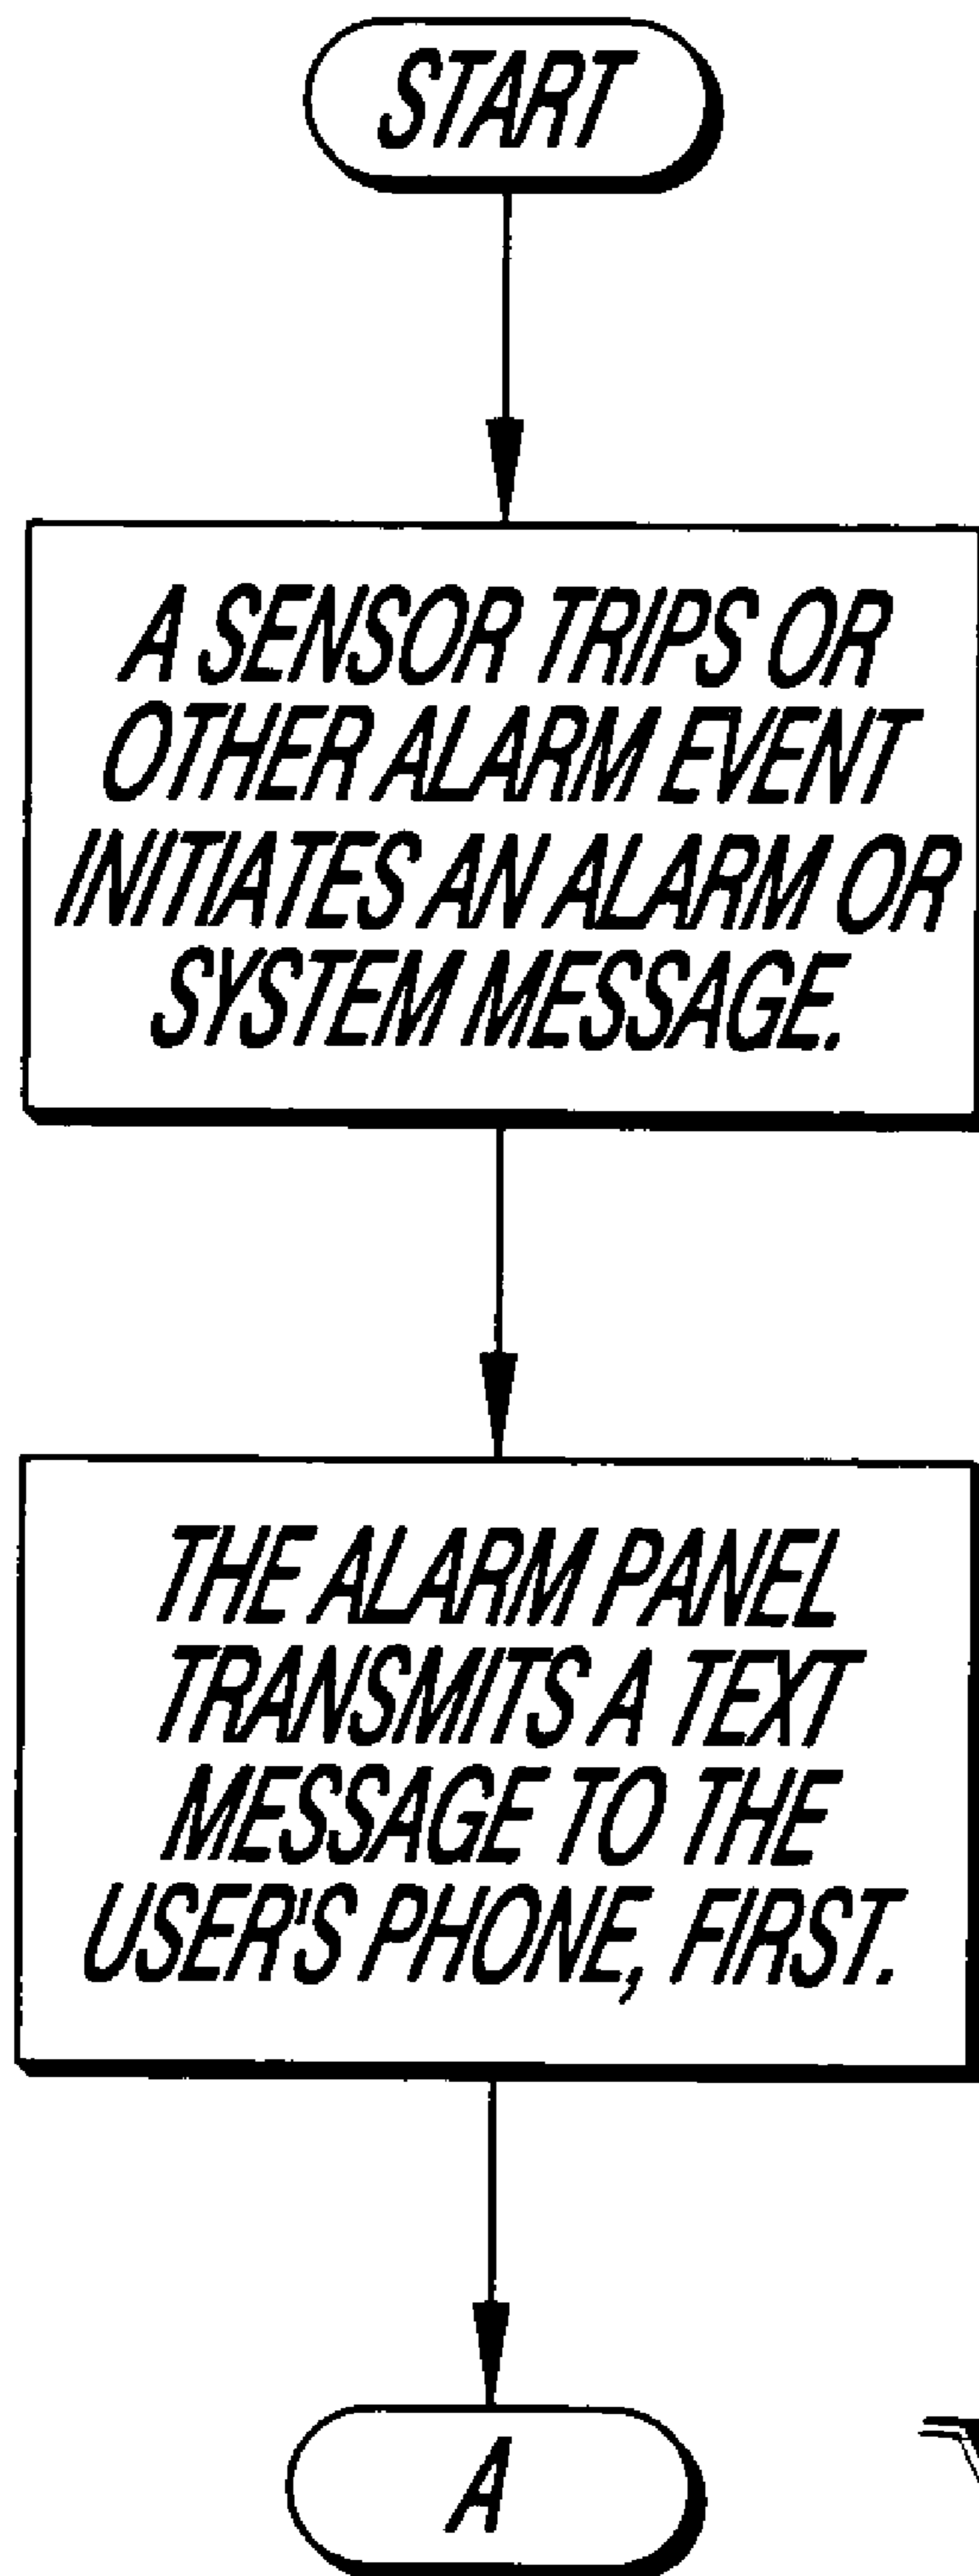 START
A SENSOR TRIPS OR
OTHER ALARM EVENT
INITIATES AN ALARM OR
SYSTEM MESSAGE.
THE ALARM PANEL
TRANSMITS A TEXT
MESSAGE TO THE
USER'S PHONE, FIRST.
A